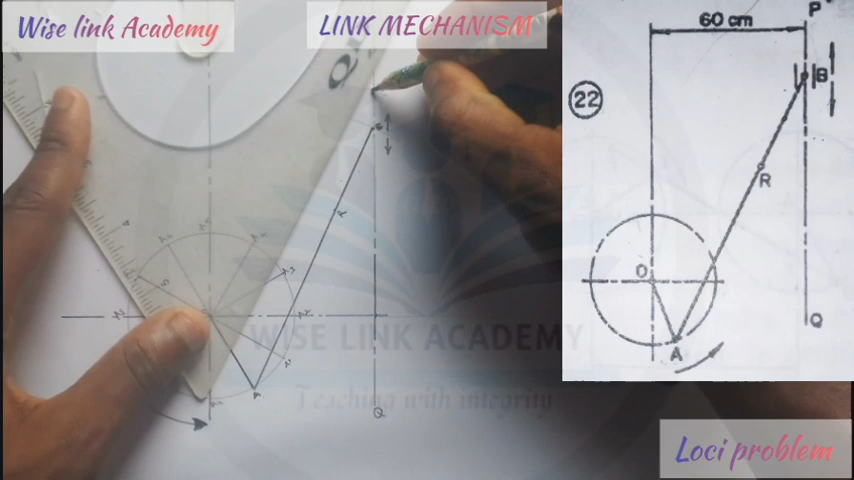 Wise link Academy
LINK MECHANISM
60 cm
P
B
22
R
O
Q
A
B
R
A
Q
WISE LINK ACADEMY
Teaching with integrity
Loci problem